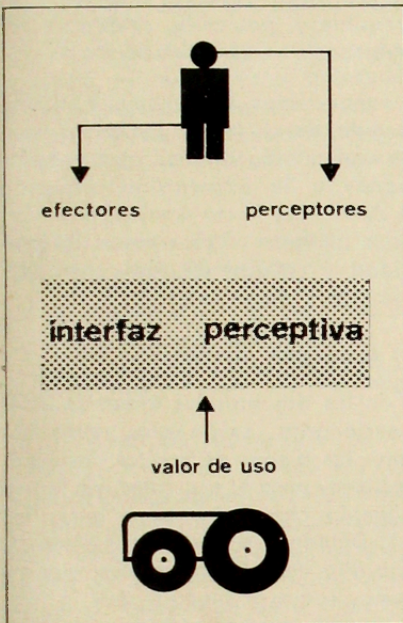 efectores perceptores
interfaz perceptiva
valor de uso